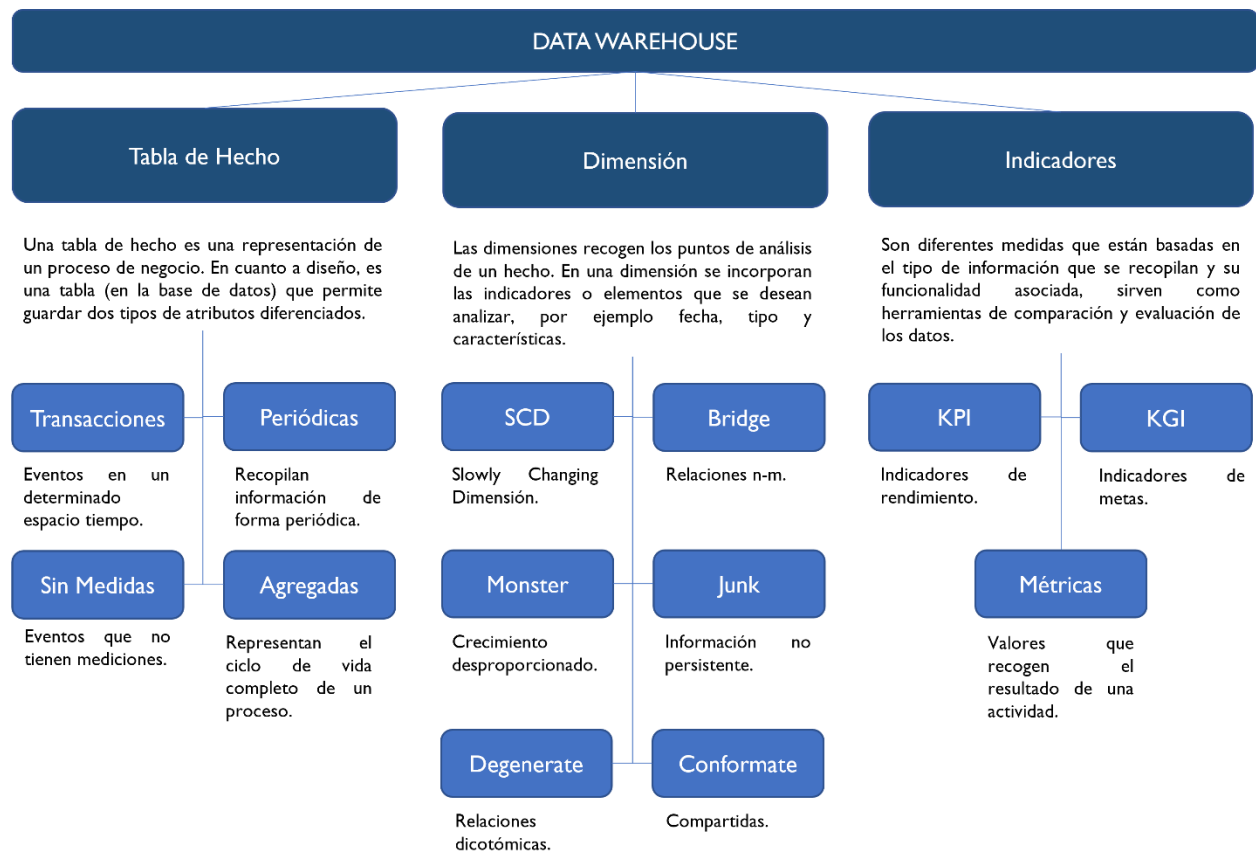 DATA WAREHOUSE
Tabla de Hecho
Una tabla de hecho es una representación de
un proceso de negocio. En cuanto a diseño, es
una tabla (en la base de datos) que permite
guardar dos tipos de atributos diferenciados.
Transacciones
Eventos en un
determinado
espacio tiempo.
Periódicas
Recopilan
información de
forma periódica.
Sin Medidas
Eventos que no
tienen mediciones.
Agregadas
Representan el
ciclo de vida
completo de un
proceso.
Dimensión
Las dimensiones recogen los puntos de análisis
de un hecho. En una dimensión se incorporan
las indicadores o elementos que se desean
analizar, por ejemplo fecha, tipo y
características.
SCD
Slowly Changing
Dimensión.
Bridge
Relaciones n-m.
Monster
Crecimiento
desproporcionado.
Junk
Información no
persistente.
Degenerate
Relaciones
dicotómicas.
Conformate
Compartidas.
Indicadores
Son diferentes medidas que están basadas en
el tipo de información que se recopilan y su
funcionalidad asociada, sirven como
herramientas de comparación y evaluación de
los datos.
KPI
Indicadores de
rendimiento.
KGI
Indicadores de
metas.
Métricas
Valores que
recogen el
resultado de una
actividad.